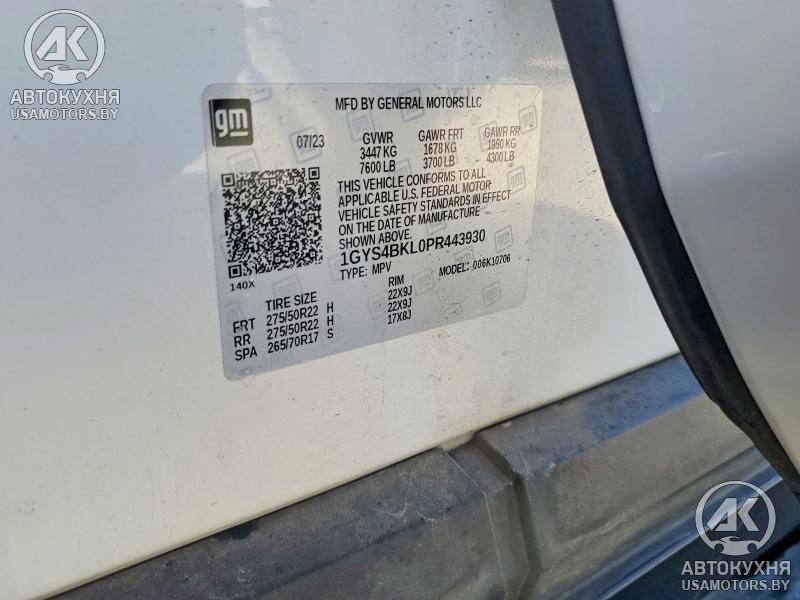 AK
АВТОКУХНЯ
USAMOTORS.BY
gm
MFD BY GENERAL MOTORS LLC
07/23 GVWR GAWR FRT GAWR RR
3447 KG 1678 KG 1950 KG
7600 LB 3700 LB 4300 LB
THIS VEHICLE CONFORMS TO ALL
APPLICABLE U.S. FEDERAL MOTOR
VEHICLE SAFETY STANDARDS IN EFFECT
ON THE DATE OF MANUFACTURE
SHOWN ABOVE.
1GYS4BKL0PR443930
TYPE: MPV MODEL: 006K10706
140X
TIRE SIZE RIM
FRT 275/50R22 H 22X9J
RR 275/50R22 H 22X9J
SPA 265/70R17 S 17X8J
AK
АВТОКУХНЯ
USAMOTORS.BY